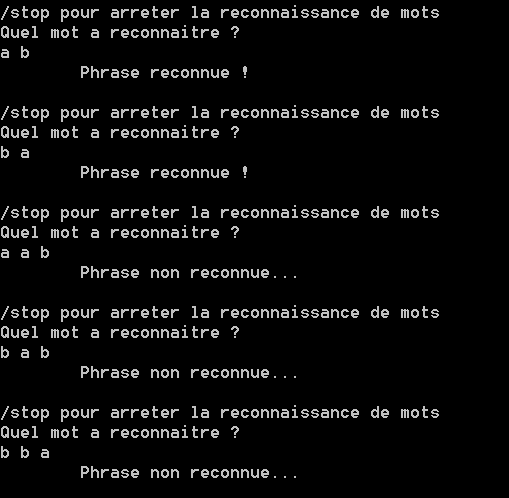 /stop pour arreter la reconnaissance de mots
Quel mot a reconnaitre ?
a b
Phrase reconnue !
/stop pour arreter la reconnaissance de mots
Quel mot a reconnaitre ?
b a
Phrase reconnue !
/stop pour arreter la reconnaissance de mots
Quel mot a reconnaitre ?
a a b
Phrase non reconnue...
/stop pour arreter la reconnaissance de mots
Quel mot a reconnaitre ?
b a b
Phrase non reconnue...
/stop pour arreter la reconnaissance de mots
Quel mot a reconnaitre ?
b b a
Phrase non reconnue...